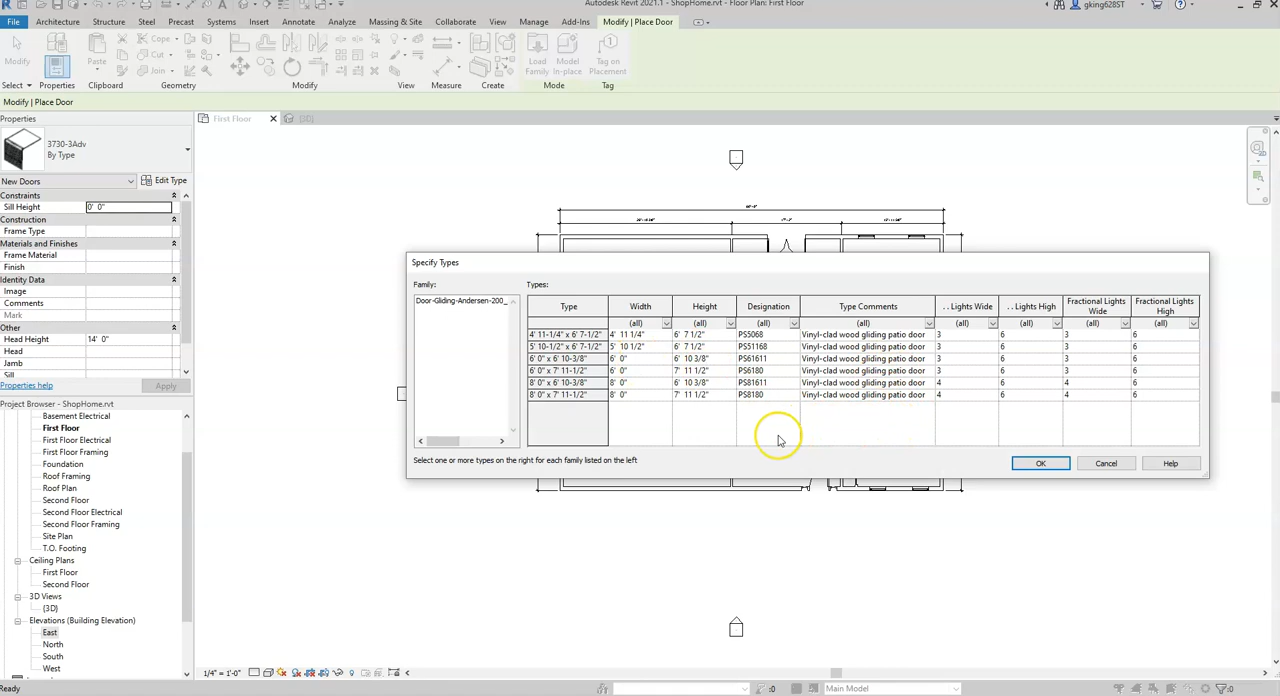 Autodesk Revit 2021.1 - ShopHome.rvt - Floor Plan: First Floor
gking628ST
File Architecture Structure Steel Precast Systems Insert Annotate Analyze Massing & Site Collaborate View Manage Add-Ins Modify | Place Door
Modify Properties Paste Cope Cut Join Load Family Model In-place Tag on Placement
Select Properties Clipboard Geometry Modify View Measure Create Mode Tag
Modify | Place Door
Properties
First Floor
3730-3Adv
By Type
New Doors Edit Type
Constraints
Sill Height 0' 0"
Construction
Frame Type
Materials and Finishes
Frame Material
Finish
Identity Data
Image
Comments
Mark
Other
Head Height 14' 0"
Head
Jamb
Sill
Properties help Apply
Project Browser - ShopHome.rvt
Basement Electrical
First Floor
First Floor Electrical
First Floor Framing
Foundation
Roof Framing
Roof Plan
Second Floor
Second Floor Electrical
Second Floor Framing
Site Plan
T.O. Footing
Ceiling Plans
First Floor
Second Floor
3D Views
{3D}
Elevations (Building Elevation)
East
North
South
West
Specify Types
Family: Types:
Door-Gliding-Andersen-200_
Type Width Height Designation Type Comments . . Lights Wide . . Lights High Fractional Lights Wide Fractional Lights High
(all) (all) (all) (all) (all) (all) (all) (all)
4' 11-1/4" x 6' 7-1/2" 4' 11 1/4" 6' 7 1/2" PS5068 Vinyl-clad wood gliding patio door 3 6 3 6
5' 10-1/2" x 6' 7-1/2" 5' 10 1/2" 6' 7 1/2" PS51168 Vinyl-clad wood gliding patio door 3 6 3 6
6' 0" x 6' 10-3/8" 6' 0" 6' 10 3/8" PS61611 Vinyl-clad wood gliding patio door 3 6 3 6
6' 0" x 7' 11-1/2" 6' 0" 7' 11 1/2" PS6180 Vinyl-clad wood gliding patio door 3 6 3 6
8' 0" x 6' 10-3/8" 8' 0" 6' 10 3/8" PS81611 Vinyl-clad wood gliding patio door 4 6 4 6
8' 0" x 7' 11-1/2" 8' 0" 7' 11 1/2" PS8180 Vinyl-clad wood gliding patio door 4 6 4 6
Select one or more types on the right for each family listed on the left
OK Cancel Help
1/4" = 1'-0"
Ready :0 Main Model :0